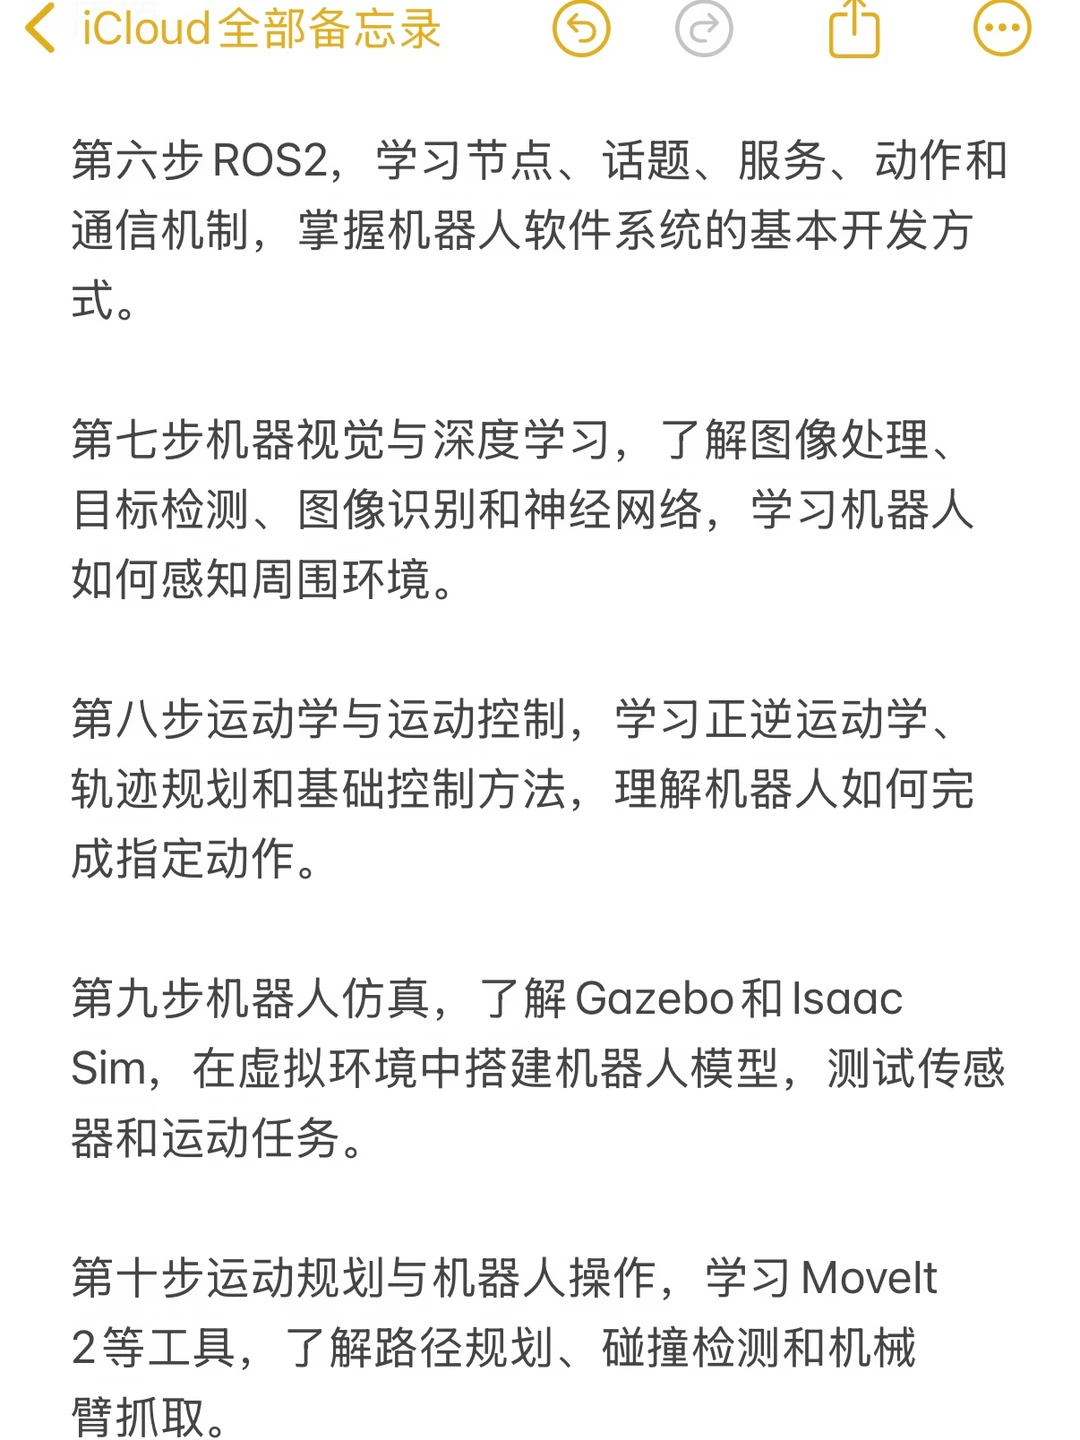 iCloud全部备忘录
第六步ROS2，学习节点、话题、服务、动作和
通信机制，掌握机器人软件系统的基本开发方
式。
第七步机器视觉与深度学习，了解图像处理、
目标检测、图像识别和神经网络，学习机器人
如何感知周围环境。
第八步运动学与运动控制，学习正逆运动学、
轨迹规划和基础控制方法，理解机器人如何完
成指定动作。
第九步机器人仿真，了解Gazebo和Isaac
Sim，在虚拟环境中搭建机器人模型，测试传感
器和运动任务。
第十步运动规划与机器人操作，学习MoveIt
2等工具，了解路径规划、碰撞检测和机械
臂抓取。